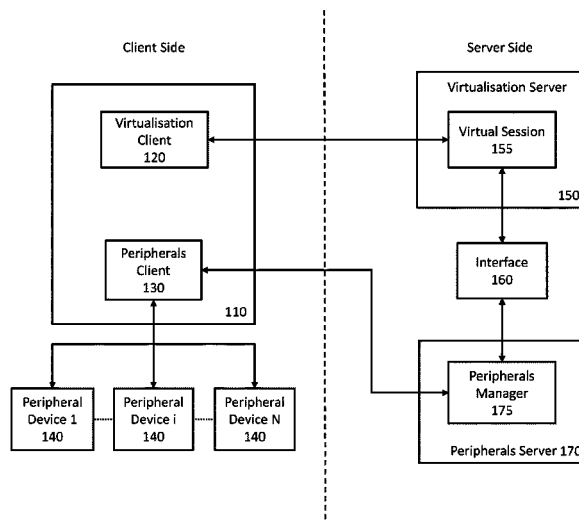 Client Side
Server Side
Virtualisation Server
Virtualisation
Client
120
Virtual Session
155
150
Peripherals
Client
130
110
Interface
160
Peripheral
Device 1
140
Peripheral
Device i
140
Peripheral
Device N
140
Peripherals
Manager
175
Peripherals Server 170